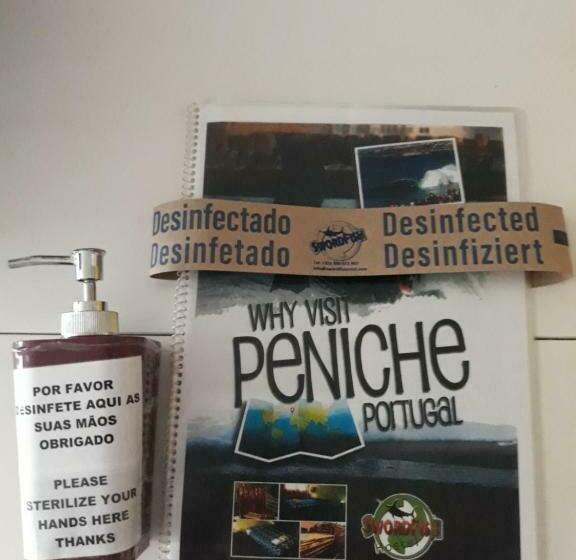 Desinfectado
Desinfetado
SWORDFISH
Desinfected
Desinfiziert
WHY VISIT
PENICHE
PORTUGAL
SWORDFISH
POR FAVOR
DESINFETE AQUI AS
SUAS MÃOS
OBRIGADO
PLEASE
STERILIZE YOUR
HANDS HERE
THANKS